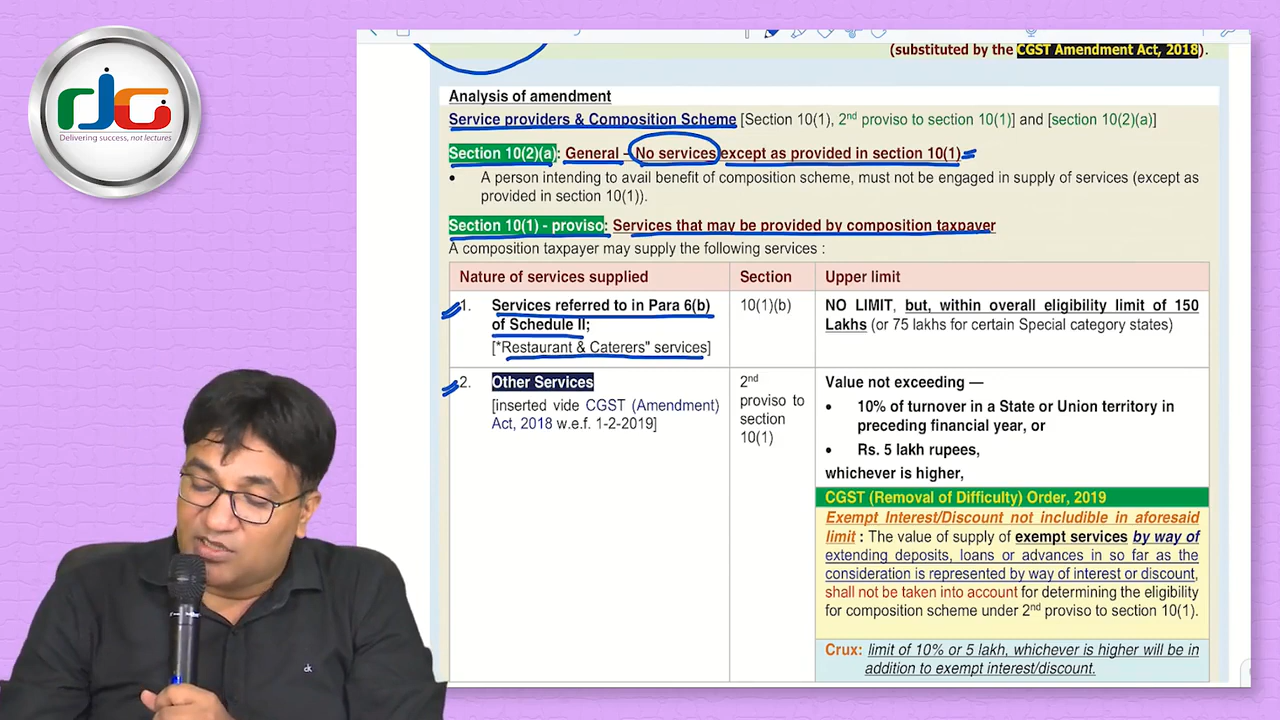 Delivering success, not lectures
(substituted by the CGST Amendment Act, 2018).
Analysis of amendment
Service providers & Composition Scheme [Section 10(1), 2nd proviso to section 10(1)] and [section 10(2)(a)]
Section 10(2)(a): General – No services except as provided in section 10(1)
• A person intending to avail benefit of composition scheme, must not be engaged in supply of services (except as
provided in section 10(1)).
Section 10(1) - proviso: Services that may be provided by composition taxpayer
A composition taxpayer may supply the following services :
Nature of services supplied Section Upper limit
1. Services referred to in Para 6(b)
of Schedule II;
[*Restaurant & Caterers" services]
10(1)(b)
NO LIMIT, but, within overall eligibility limit of 150
Lakhs (or 75 lakhs for certain Special category states)
2. Other Services
[inserted vide CGST (Amendment)
Act, 2018 w.e.f. 1-2-2019]
2nd
proviso to
section
10(1)
Value not exceeding —
• 10% of turnover in a State or Union territory in
preceding financial year, or
• Rs. 5 lakh rupees,
whichever is higher,
CGST (Removal of Difficulty) Order, 2019
Exempt Interest/Discount not includible in aforesaid
limit : The value of supply of exempt services by way of
extending deposits, loans or advances in so far as the
consideration is represented by way of interest or discount,
shall not be taken into account for determining the eligibility
for composition scheme under 2nd proviso to section 10(1).
Crux: limit of 10% or 5 lakh, whichever is higher will be in
addition to exempt interest/discount.